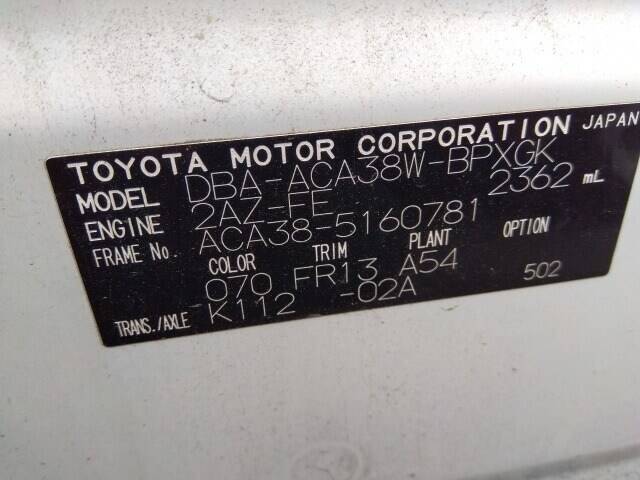 TOYOTA MOTOR CORPORATION JAPAN
MODEL DBA-ACA38W-BPXGK
ENGINE 2AZ-FE 2362 mL
FRAME No. ACA38-5160781
COLOR TRIM PLANT OPTION
070 FR13 A54 502
TRANS./AXLE K112 -02A